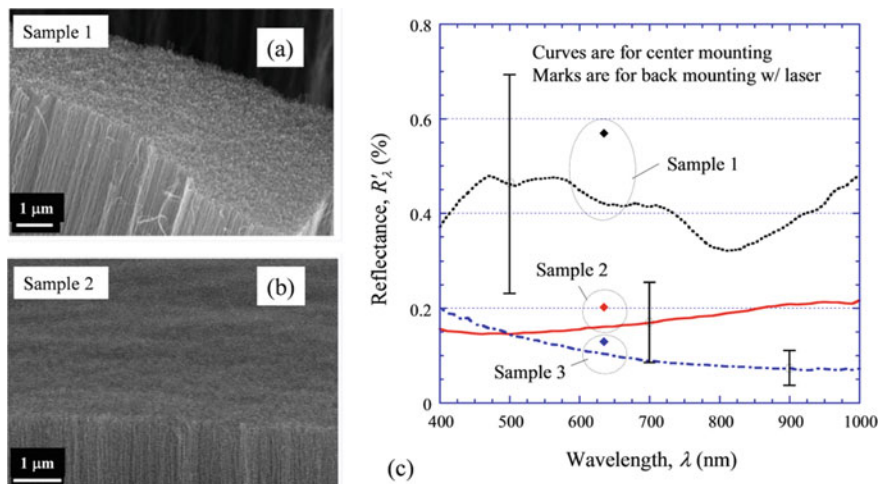 Sample 1
(a)
1 μm
Sample 2
(b)
1 μm
Curves are for center mounting
Marks are for back mounting w/ laser
Sample 1
Sample 2
Sample 3
Reflectance, R′λ (%)
0.8
0.6
0.4
0.2
0
400 500 600 700 800 900 1000
Wavelength, λ (nm)
(c)